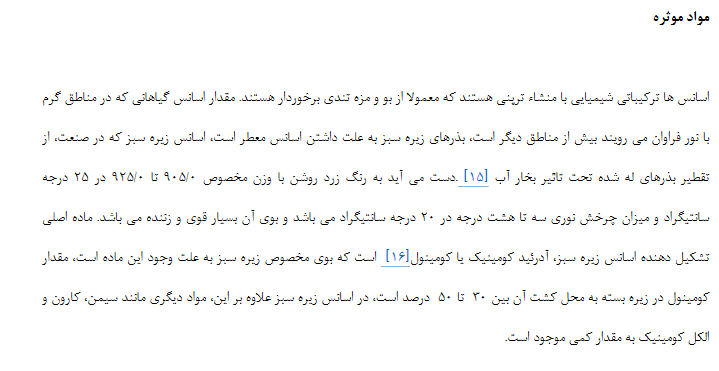 مواد موثره
اسانس ها ترکیباتی شیمیایی با منشاء ترپنی هستند که معمولا از بو و مزه تندی برخوردار هستند. مقدار اسانس گیاهانی که در مناطق گرم
با نور فراوان می رویند بیش از مناطق دیگر است، بذرهای زیره سبز به علت داشتن اسانس معطر است، اسانس زیره سبز که در صنعت، از
تقطیر بذرهای له شده تحت تاثیر بخار آب [۱۵] .دست می آید به رنگ زرد روشن با وزن مخصوص ۹۰۵/۰ تا ۹۲۵/۰ در ۲۵ درجه
سانتیگراد و میزان چرخش نوری سه تا هشت درجه در ۲۰ درجه سانتیگراد می باشد و بوی آن بسیار قوی و زننده می باشد. ماده اصلی
تشکیل دهنده اسانس زیره سبز، آدرئید کومینیک یا کومینول[۱۶] است که بوی مخصوص زیره سبز به علت وجود این ماده است، مقدار
کومینول در زیره بسته به محل کشت آن بین ۳۰ تا ۵۰ درصد است، در اسانس زیره سبز علاوه بر این، مواد دیگری مانند سیمن، کارون و
الکل کومینیک به مقدار کمی موجود است.